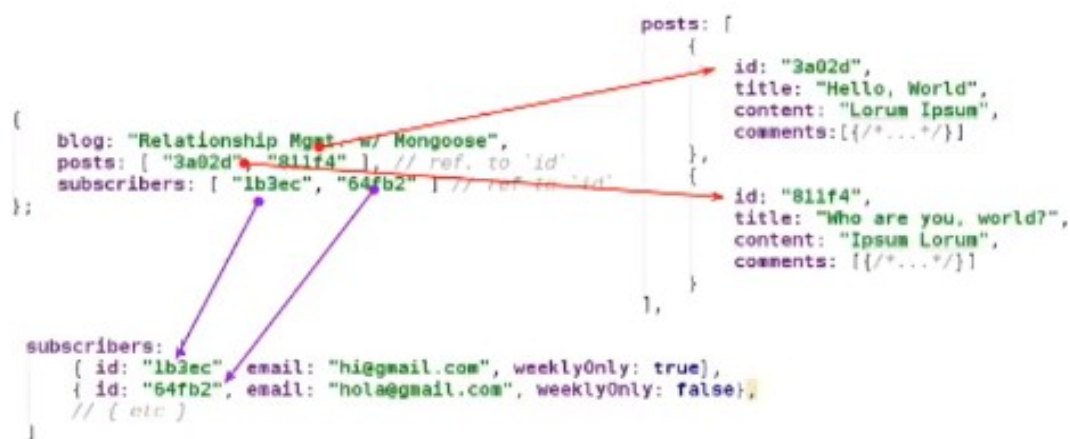 {
blog: "Relationship Mgmt w/ Mongoose",
posts: [ "3a02d", "811f4" ], // ref. to `id`
subscribers: [ "1b3ec", "64fb2" ] // ref to `id`
};
posts: [
{
id: "3a02d",
title: "Hello, World",
content: "Lorum Ipsum",
comments:[{/*...*/}]
},
{
id: "811f4",
title: "Who are you, world?",
content: "Ipsum Lorum",
comments: [{/*...*/}]
}
],
subscribers:
{ id: "1b3ec", email: "hi@gmail.com", weeklyOnly: true},
{ id: "64fb2", email: "hola@gmail.com", weeklyOnly: false},
// { etc }
]